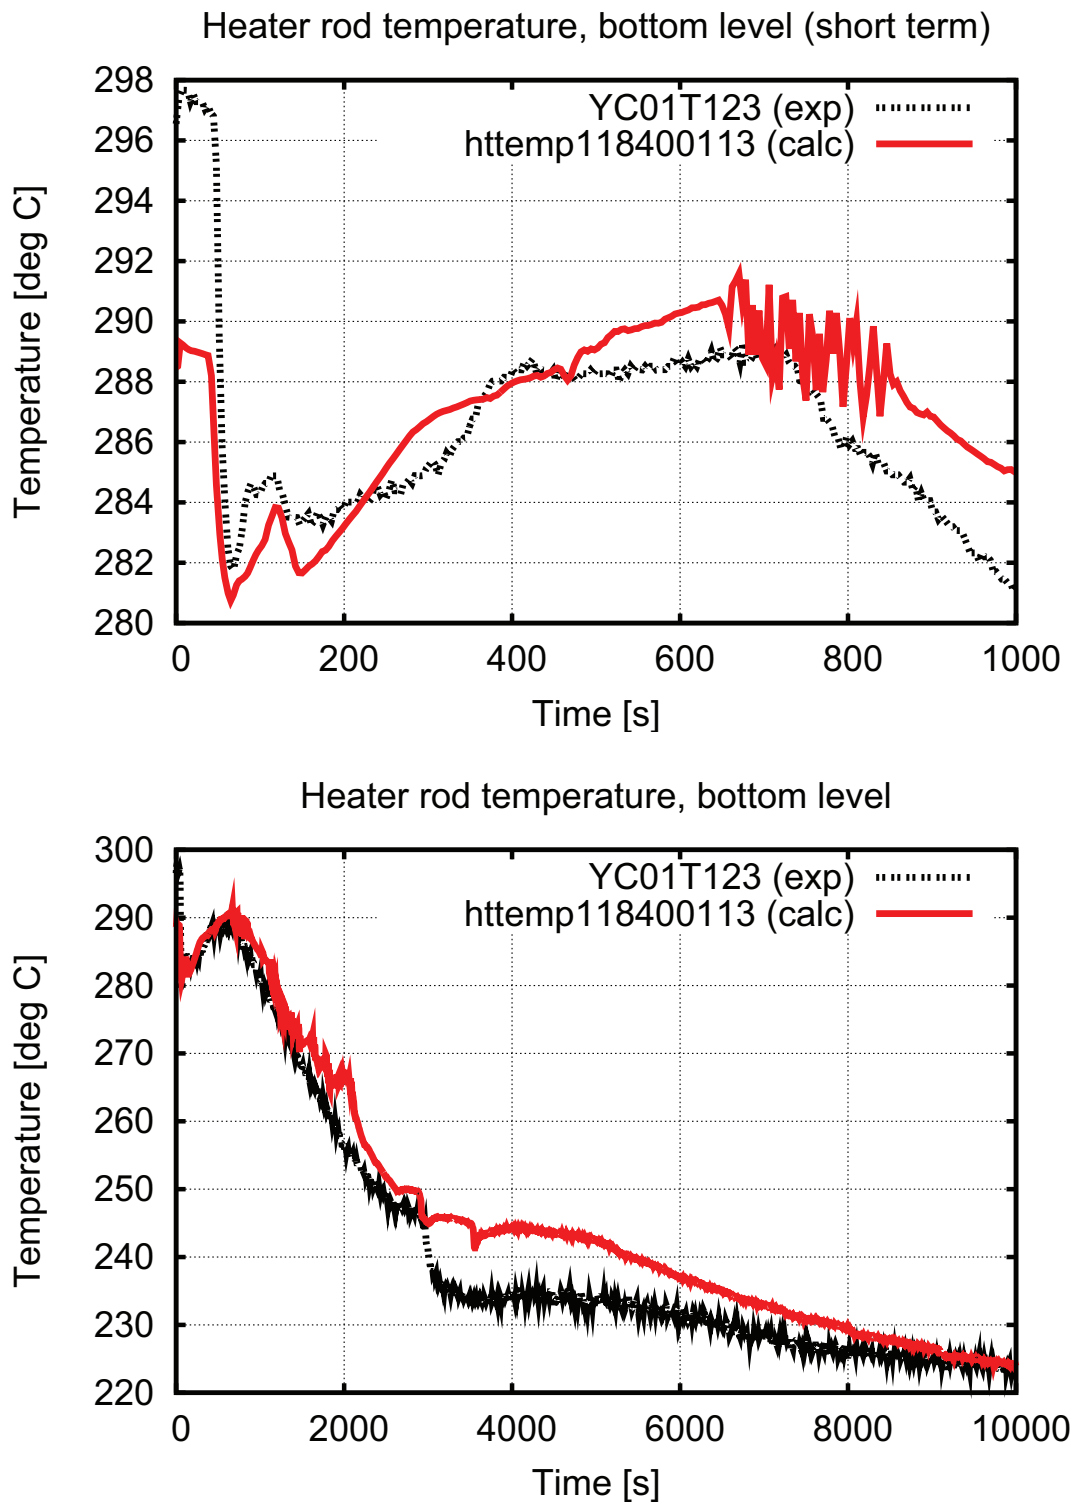 Heater rod temperature, bottom level (short term)
298
296
294
292
290
288
286
284
282
280
Temperature [deg C]
YC01T123 (exp)
httemp118400113 (calc)
0 200 400 600 800 1000
Time [s]
Heater rod temperature, bottom level
300
290
280
270
260
250
240
230
220
Temperature [deg C]
YC01T123 (exp)
httemp118400113 (calc)
0 2000 4000 6000 8000 10000
Time [s]